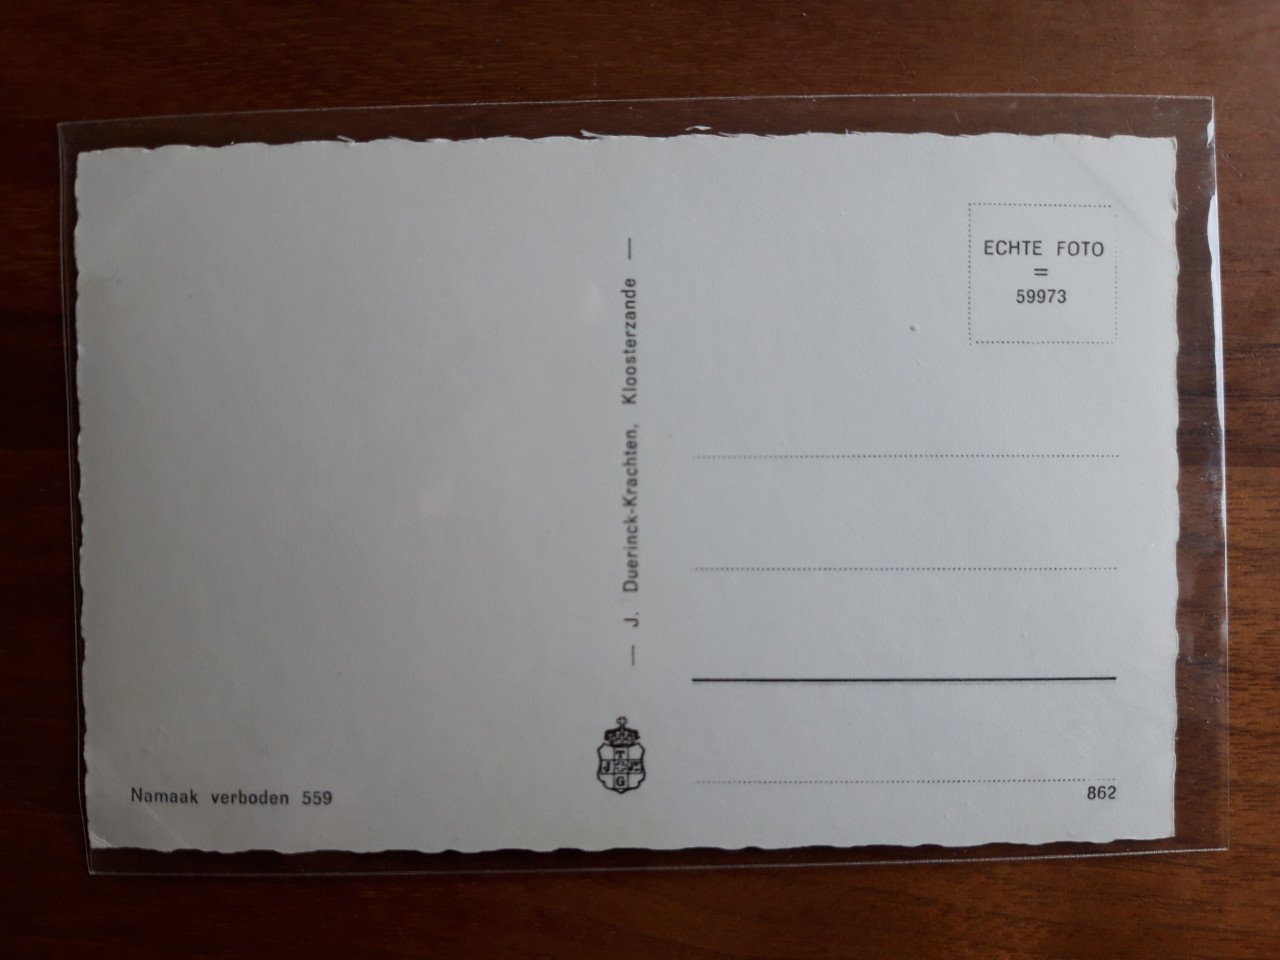 ECHTE FOTO
=
59973
— J. Duerinck-Krachten, Kloosterzande —
T
J E
G
Namaak verboden 559
862